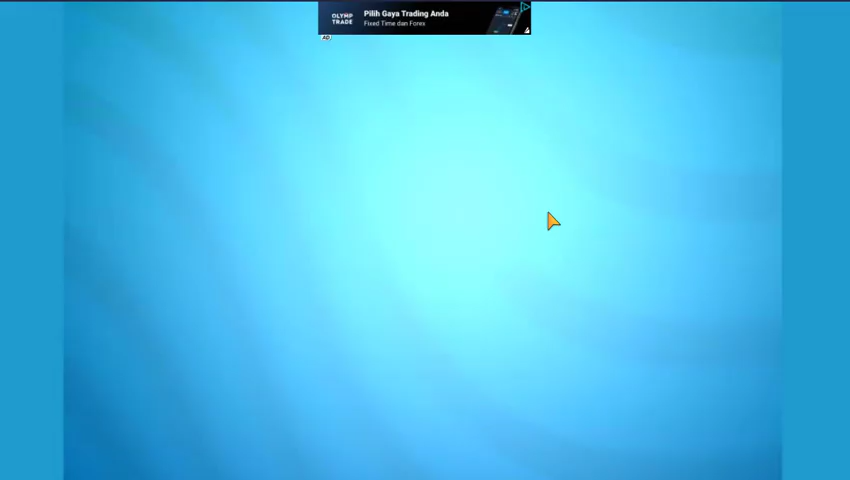 OLYMP
TRADE
Pilih Gaya Trading Anda
Fixed Time dan Forex
AD